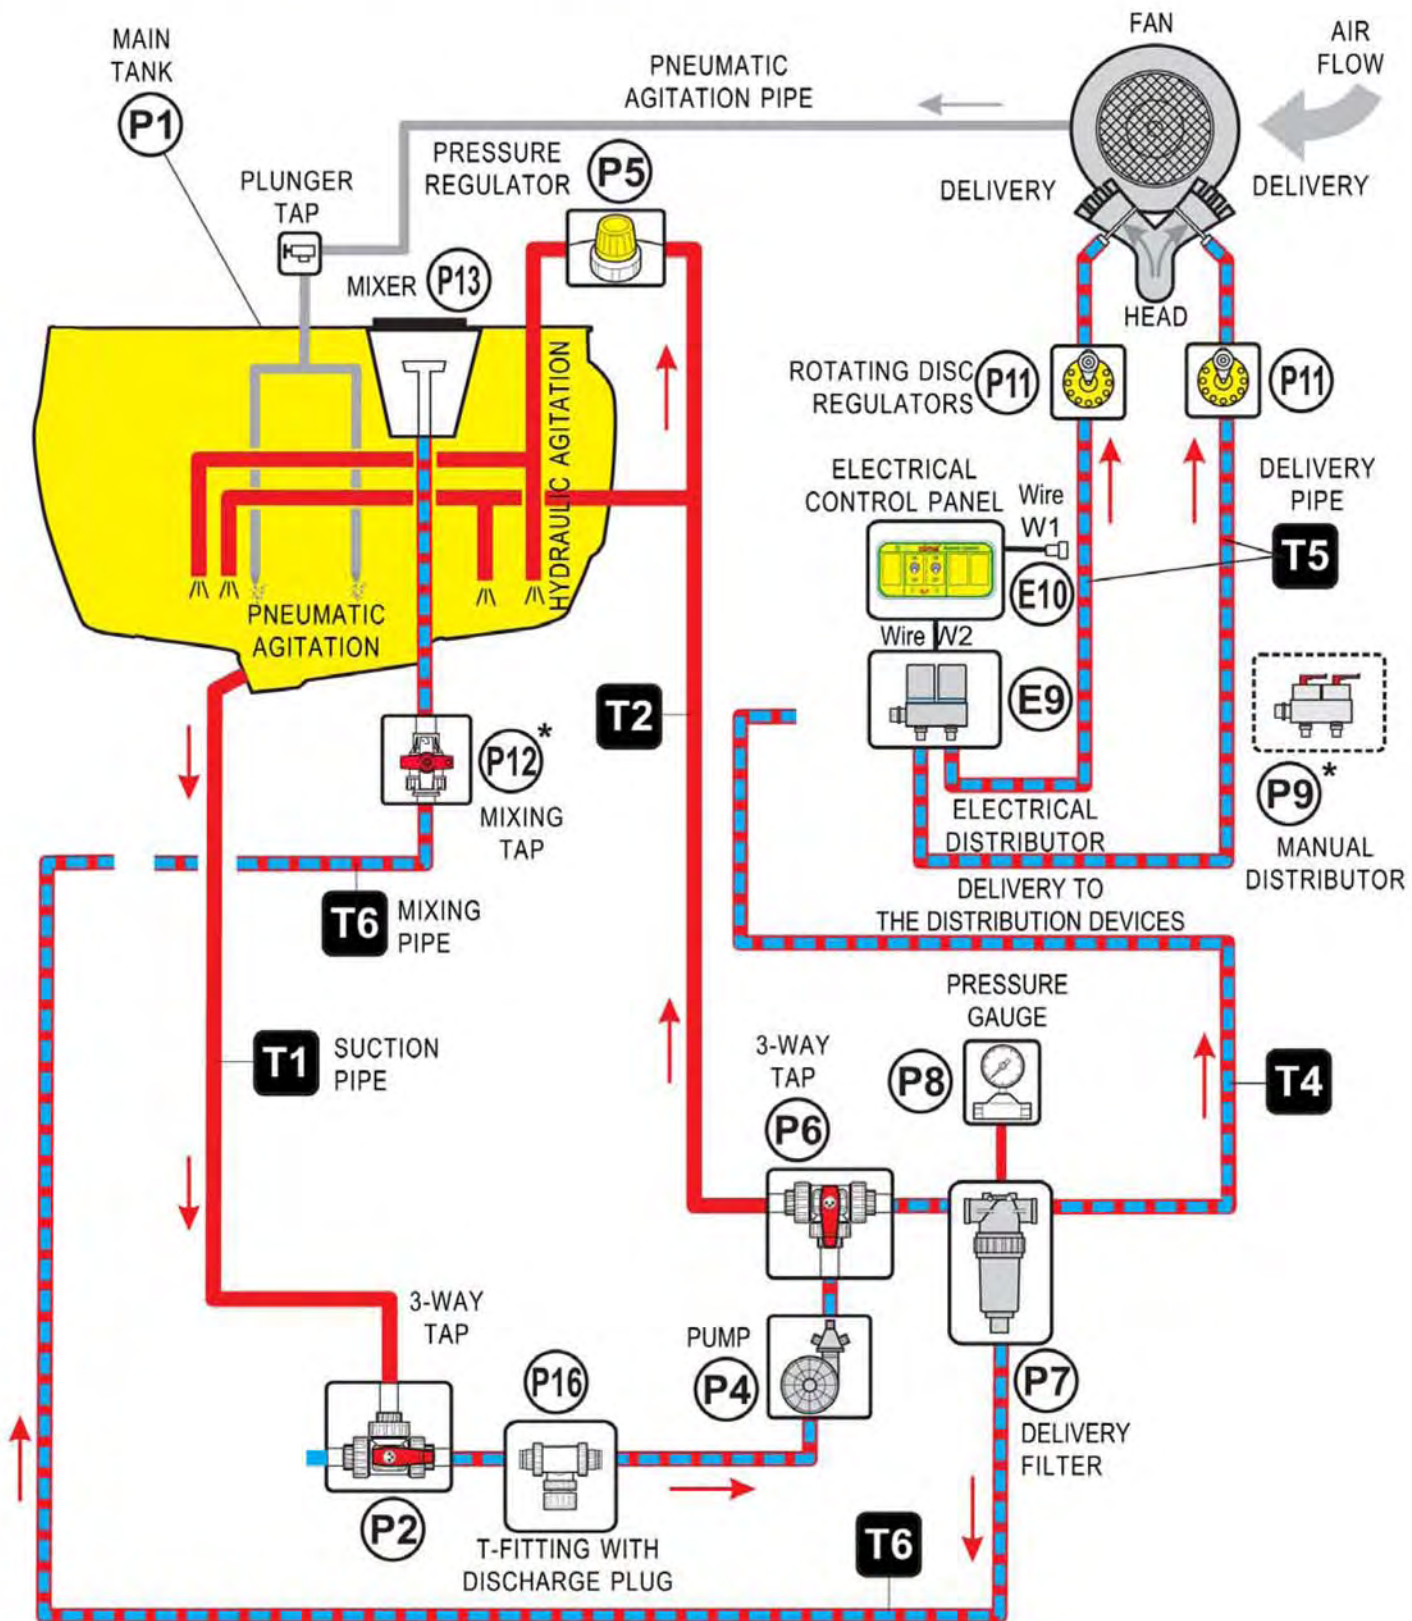 FAN
MAIN
TANK
P1
AIR
FLOW
PNEUMATIC
AGITATION PIPE
PRESSURE
REGULATOR
P5
PLUNGER
TAP
DELIVERY
DELIVERY
MIXER
P13
HEAD
HYDRAULIC AGITATION
ROTATING DISC
REGULATORS
P11
P11
ELECTRICAL
CONTROL PANEL
Wire
W1
DELIVERY
PIPE
T5
E10
PNEUMATIC
AGITATION
Wire W2
E9
T2
P12*
MIXING
TAP
P9*
MANUAL
DISTRIBUTOR
ELECTRICAL
DISTRIBUTOR
T6
MIXING
PIPE
DELIVERY TO
THE DISTRIBUTION DEVICES
PRESSURE
GAUGE
T1
SUCTION
PIPE
3-WAY
TAP
P6
P8
T4
3-WAY
TAP
PUMP
P4
P16
P7
DELIVERY
FILTER
P2
T-FITTING WITH
DISCHARGE PLUG
T6